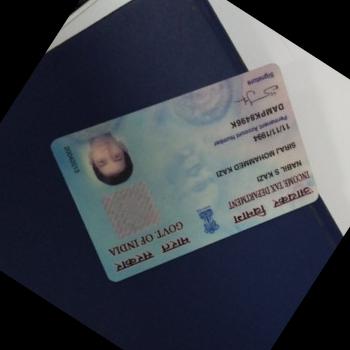 आयकर विभाग
INCOME TAX DEPARTMENT
भारत सरकार
GOVT. OF INDIA
NABIL S KAZI
SIRAJ MOHAMMED KAZI
11/11/1994
Permanent Account Number
DAMPK8496K
Signature